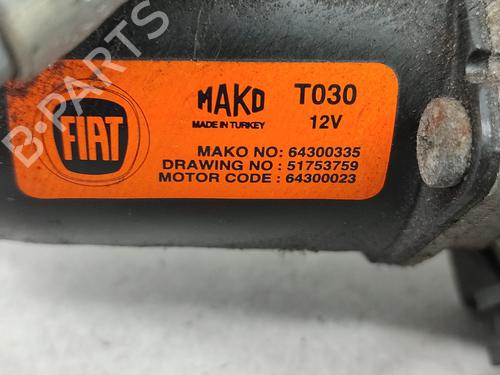 MAKO T030
FIAT
MADE IN TURKEY 12V
MAKO NO: 64300335
DRAWING NO : 51753759
MOTOR CODE : 64300023
B-PARTS